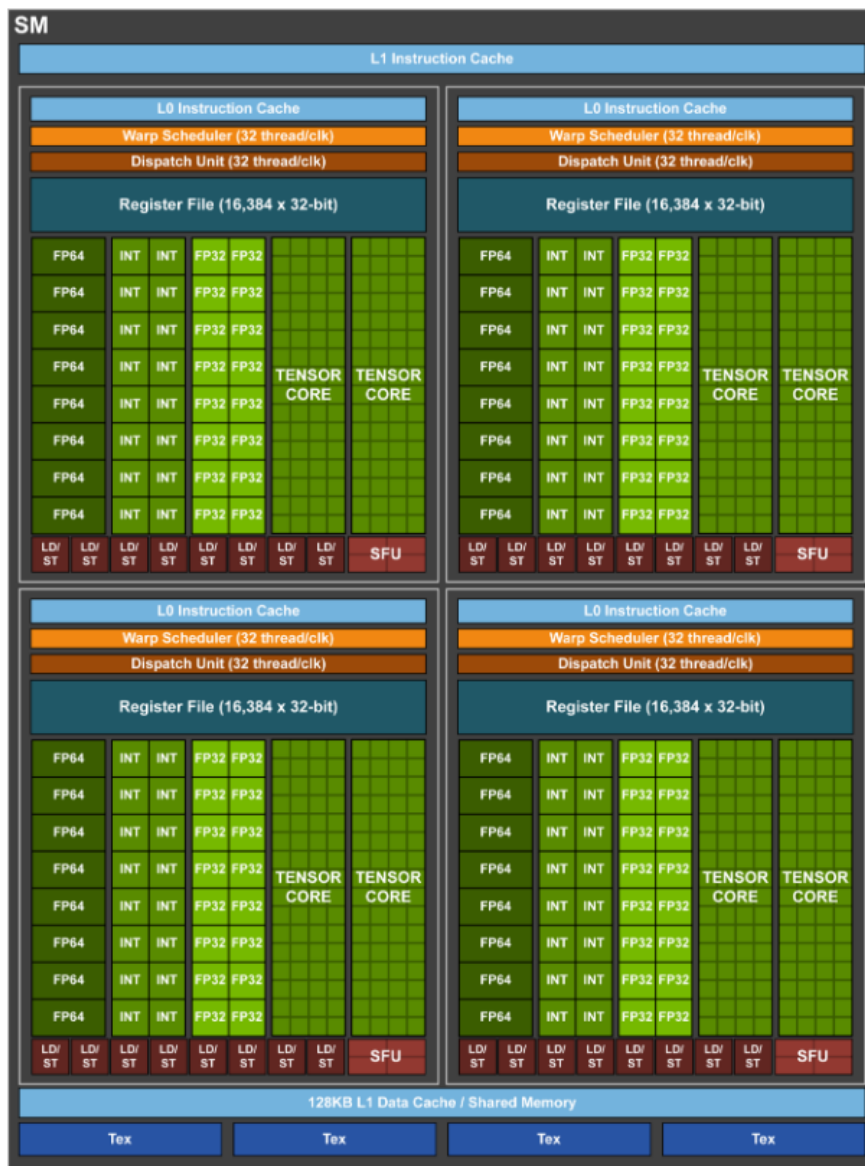 SM
L1 Instruction Cache
L0 Instruction Cache
Warp Scheduler (32 thread/clk)
Dispatch Unit (32 thread/clk)
Register File (16,384 x 32-bit)
FP64 INT INT FP32 FP32
FP64 INT INT FP32 FP32
FP64 INT INT FP32 FP32
FP64 INT INT FP32 FP32
FP64 INT INT FP32 FP32
FP64 INT INT FP32 FP32
FP64 INT INT FP32 FP32
FP64 INT INT FP32 FP32
TENSOR CORE TENSOR CORE
LD/ST LD/ST LD/ST LD/ST LD/ST LD/ST LD/ST LD/ST SFU
L0 Instruction Cache
Warp Scheduler (32 thread/clk)
Dispatch Unit (32 thread/clk)
Register File (16,384 x 32-bit)
FP64 INT INT FP32 FP32
FP64 INT INT FP32 FP32
FP64 INT INT FP32 FP32
FP64 INT INT FP32 FP32
FP64 INT INT FP32 FP32
FP64 INT INT FP32 FP32
FP64 INT INT FP32 FP32
FP64 INT INT FP32 FP32
TENSOR CORE TENSOR CORE
LD/ST LD/ST LD/ST LD/ST LD/ST LD/ST LD/ST LD/ST SFU
L0 Instruction Cache
Warp Scheduler (32 thread/clk)
Dispatch Unit (32 thread/clk)
Register File (16,384 x 32-bit)
FP64 INT INT FP32 FP32
FP64 INT INT FP32 FP32
FP64 INT INT FP32 FP32
FP64 INT INT FP32 FP32
FP64 INT INT FP32 FP32
FP64 INT INT FP32 FP32
FP64 INT INT FP32 FP32
FP64 INT INT FP32 FP32
TENSOR CORE TENSOR CORE
LD/ST LD/ST LD/ST LD/ST LD/ST LD/ST LD/ST LD/ST SFU
L0 Instruction Cache
Warp Scheduler (32 thread/clk)
Dispatch Unit (32 thread/clk)
Register File (16,384 x 32-bit)
FP64 INT INT FP32 FP32
FP64 INT INT FP32 FP32
FP64 INT INT FP32 FP32
FP64 INT INT FP32 FP32
FP64 INT INT FP32 FP32
FP64 INT INT FP32 FP32
FP64 INT INT FP32 FP32
FP64 INT INT FP32 FP32
TENSOR CORE TENSOR CORE
LD/ST LD/ST LD/ST LD/ST LD/ST LD/ST LD/ST LD/ST SFU
128KB L1 Data Cache / Shared Memory
Tex Tex Tex Tex